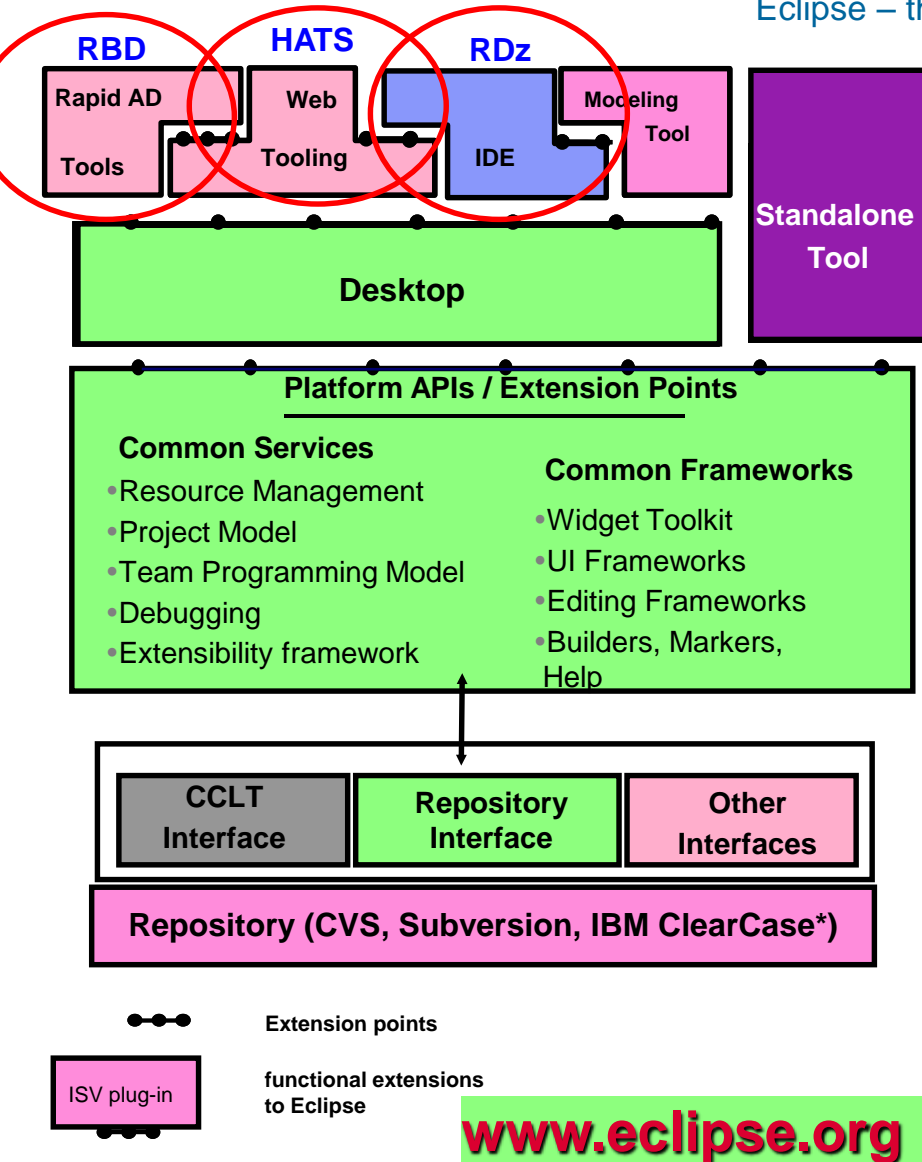 Eclipse – th
RBD
HATS
RDz
Rapid AD
Tools
Web
Tooling
IDE
Modeling
Tool
Standalone
Tool
Desktop
Platform APIs / Extension Points
Common Services
•Resource Management
•Project Model
•Team Programming Model
•Debugging
•Extensibility framework
Common Frameworks
•Widget Toolkit
•UI Frameworks
•Editing Frameworks
•Builders, Markers,
Help
CCLT
Interface
Repository
Interface
Other
Interfaces
Repository (CVS, Subversion, IBM ClearCase*)
Extension points
ISV plug-in
functional extensions
to Eclipse
www.eclipse.org